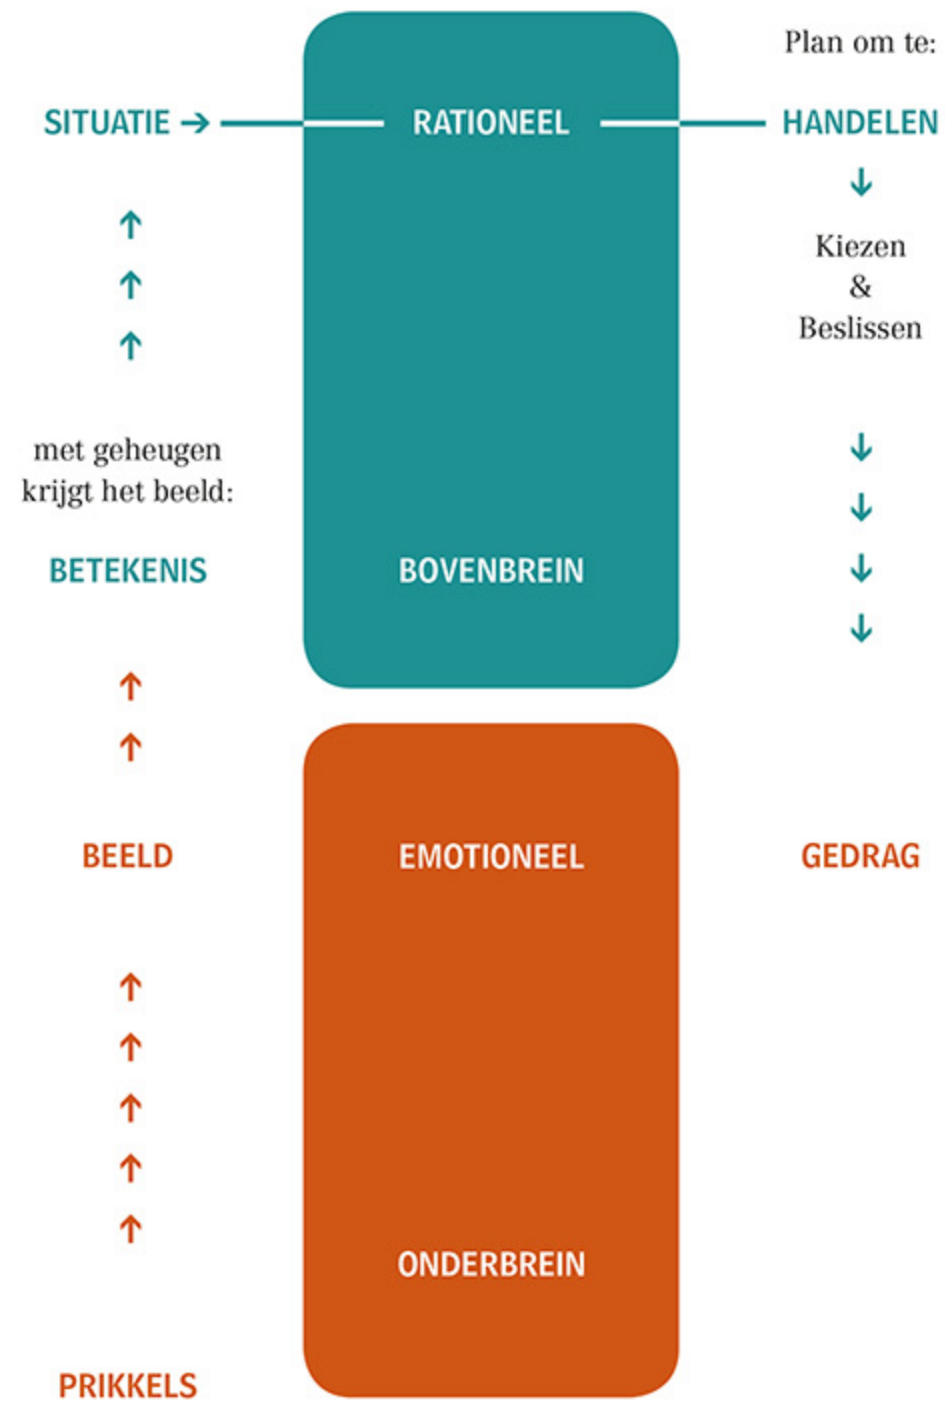 Plan om te:
SITUATIE → RATIONEEL HANDELEN
Kiezen
&
Beslissen
met geheugen
krijgt het beeld:
BETEKENIS BOVENBREIN
BEELD EMOTIONEEL GEDRAG
ONDERBREIN
PRIKKELS